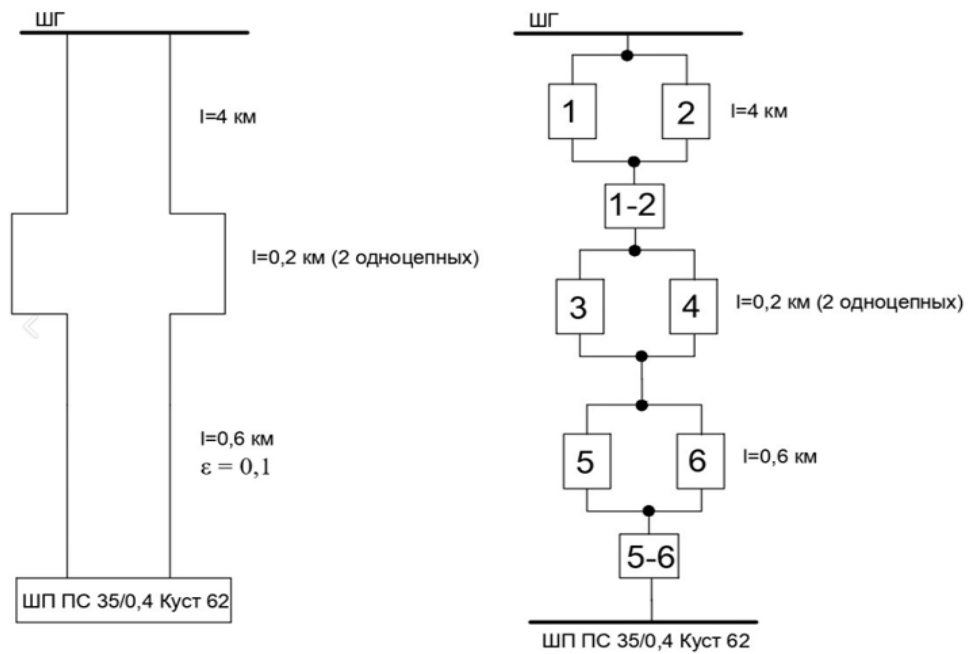 ШГ
l=4 км
l=0,2 км (2 одноцепных)
l=0,6 км
ε = 0,1
ШП ПС 35/0,4 Куст 62
ШГ
1
2
l=4 км
1-2
3
4
l=0,2 км (2 одноцепных)
5
6
l=0,6 км
5-6
ШП ПС 35/0,4 Куст 62